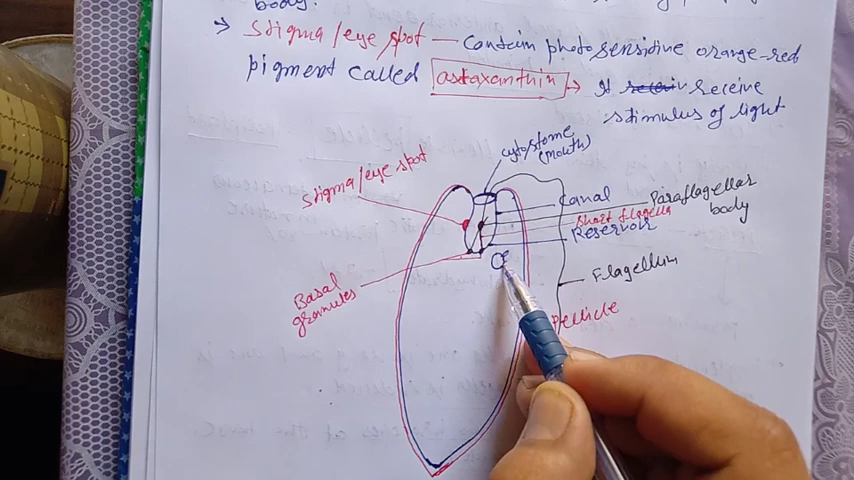 body.
→ Stigma/eye spot — Contain photosensitive orange-red
pigment called astaxanthin → It receive
stimulus of light
cytostome
(mouth)
Stigma/eye spot
Canal
Paraflagellar
body
Short flagella
Reservoir
Flagellum
Basal
granules
Pellicle